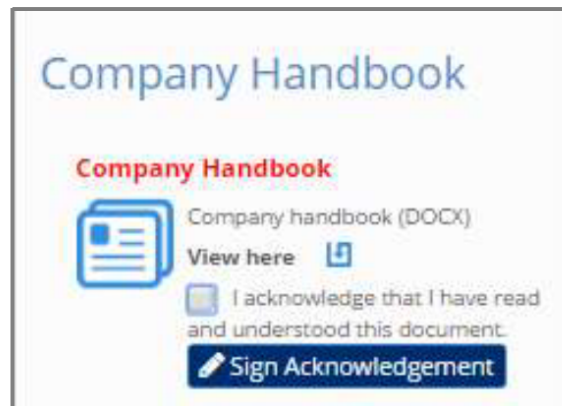 Company Handbook
Company Handbook
Company handbook (DOCX)
View here
I acknowledge that I have read
and understood this document.
Sign Acknowledgement